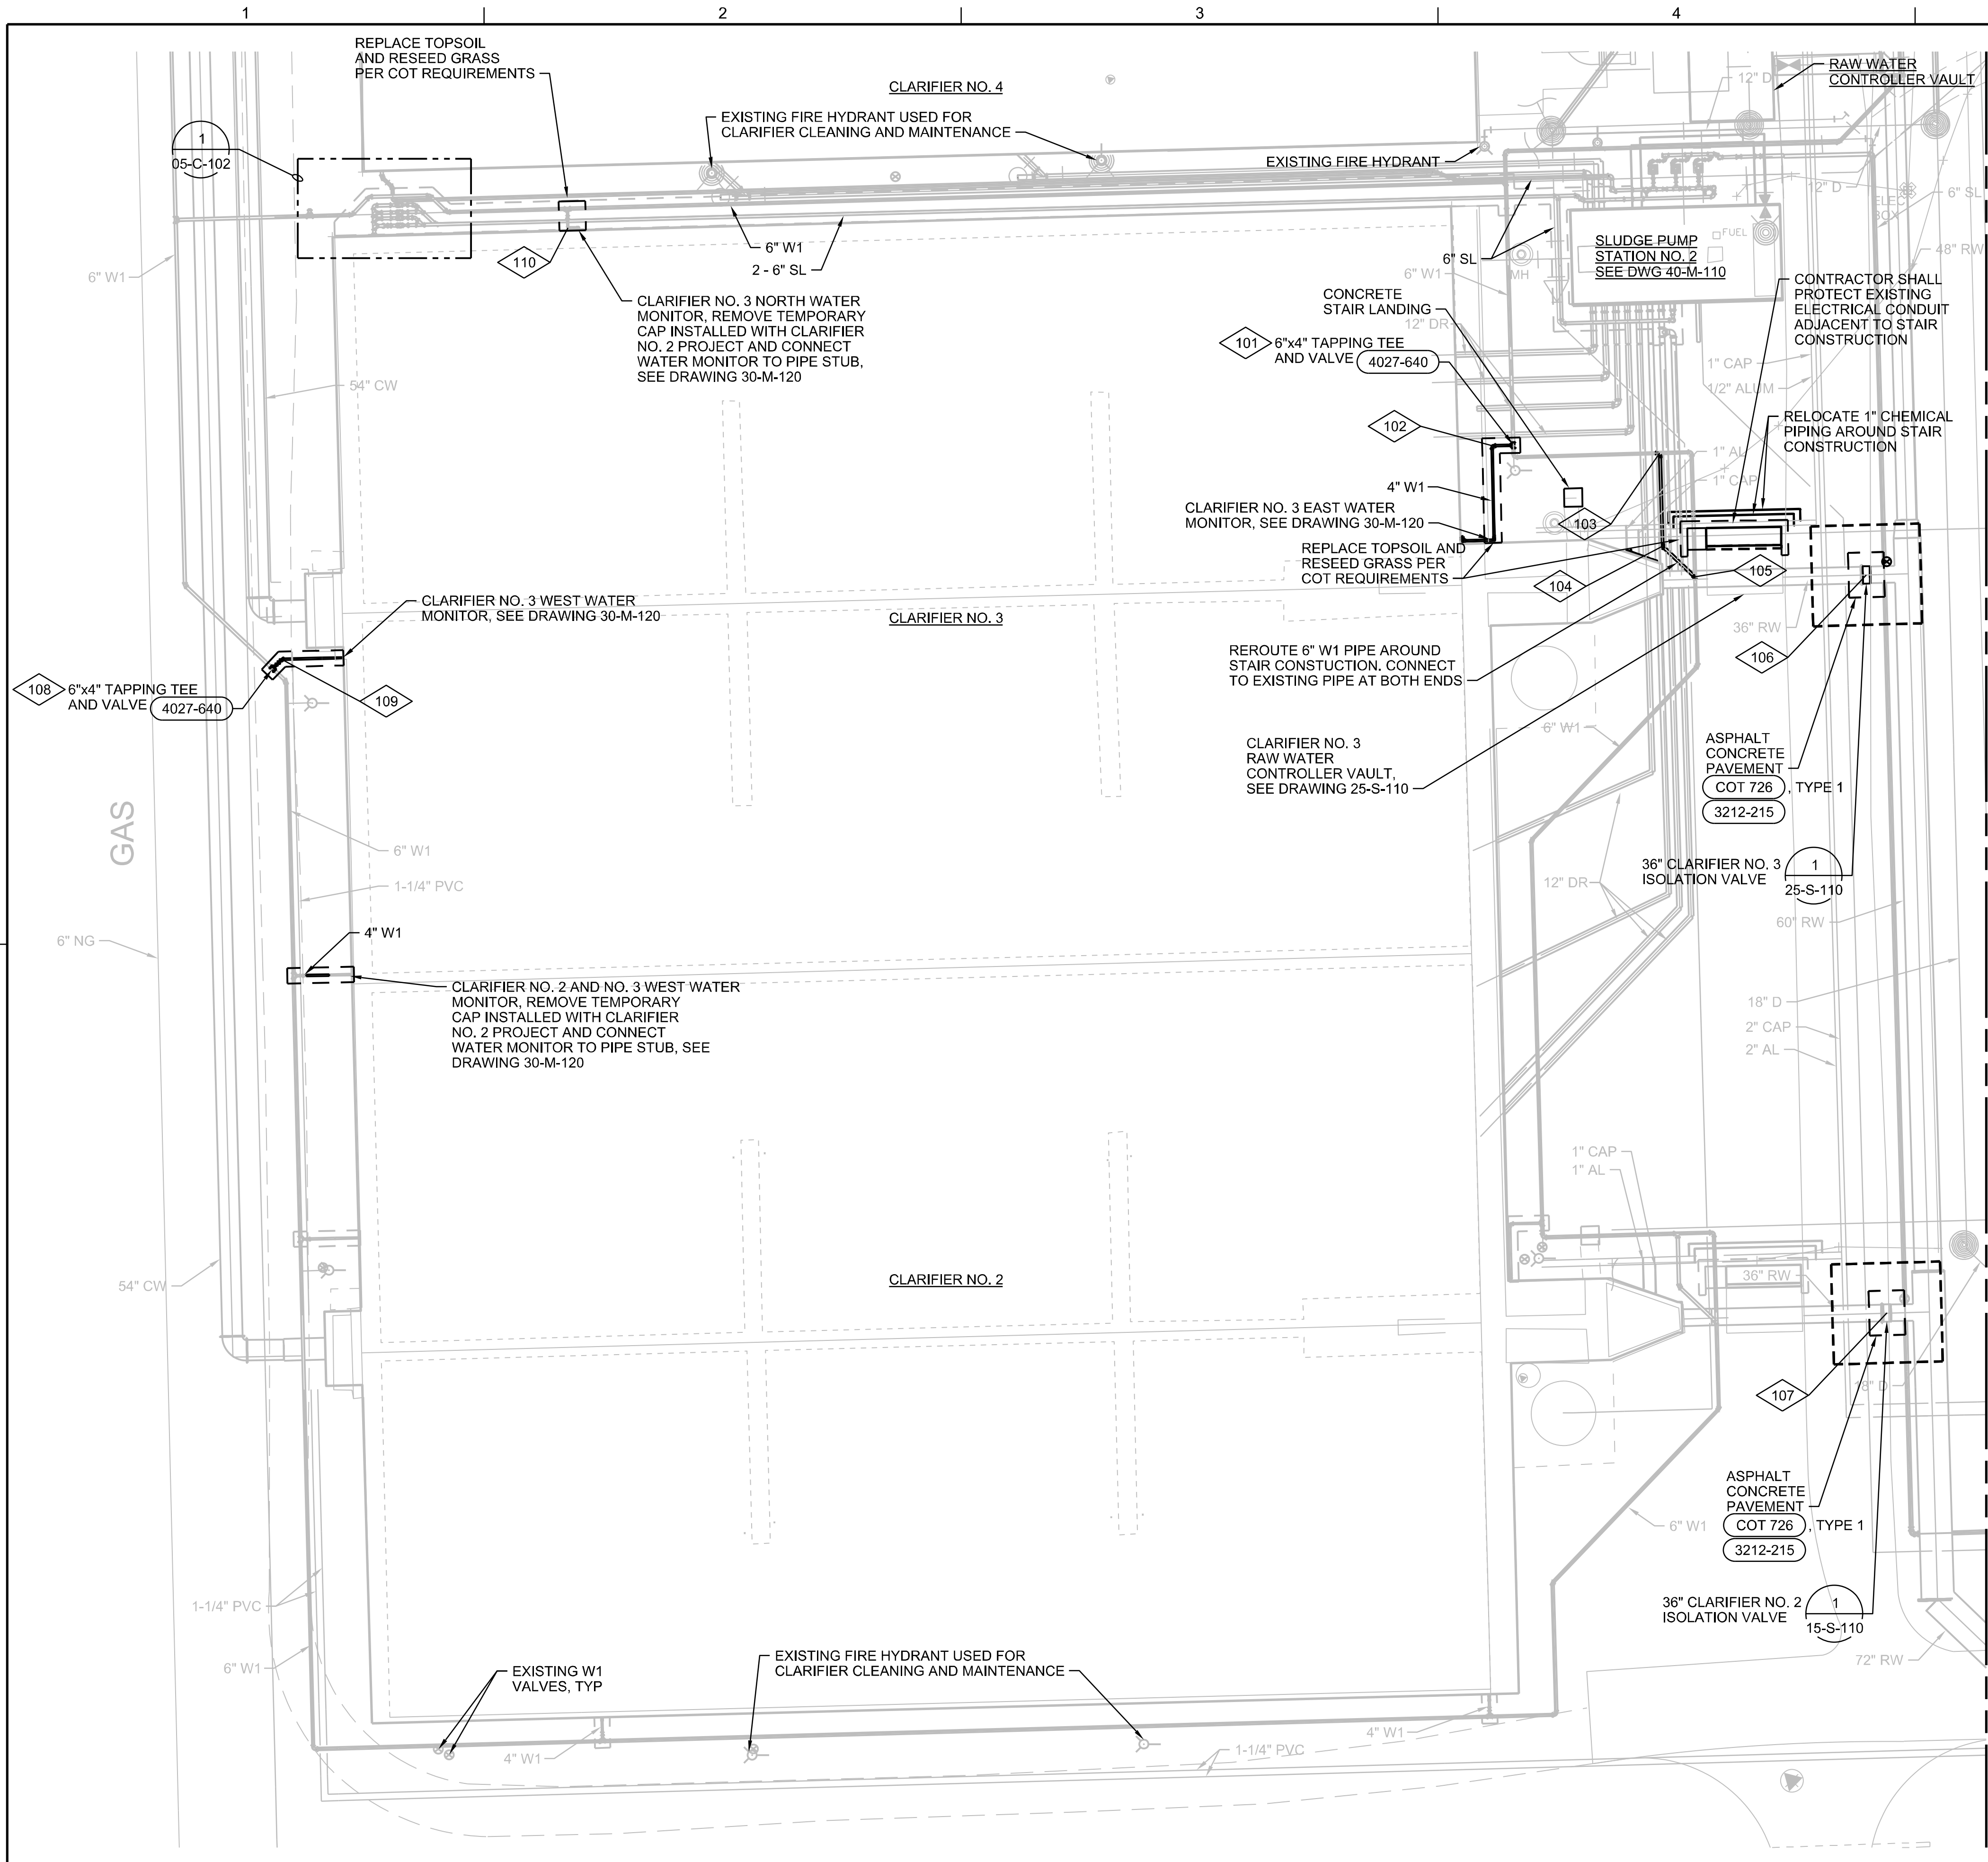 1
2
3
4
REPLACE TOPSOIL
AND RESEED GRASS
PER COT REQUIREMENTS
CLARIFIER NO. 4
EXISTING FIRE HYDRANT USED FOR
CLARIFIER CLEANING AND MAINTENANCE
EXISTING FIRE HYDRANT
RAW WATER
CONTROLLER VAULT
12" D
12" D
6" SL
ELEC
BOX
48" RW
1
05-C-102
6" W1
110
6" W1
2 - 6" SL
6" SL
6" W1
MH
SLUDGE PUMP
STATION NO. 2
SEE DWG 40-M-110
FUEL
CLARIFIER NO. 3 NORTH WATER
MONITOR, REMOVE TEMPORARY
CAP INSTALLED WITH CLARIFIER
NO. 2 PROJECT AND CONNECT
WATER MONITOR TO PIPE STUB,
SEE DRAWING 30-M-120
CONTRACTOR SHALL
PROTECT EXISTING
ELECTRICAL CONDUIT
ADJACENT TO STAIR
CONSTRUCTION
CONCRETE
STAIR LANDING
12" DR
101
6"x4" TAPPING TEE
AND VALVE
4027-640
54" CW
1" CAP
1/2" ALUM
RELOCATE 1" CHEMICAL
PIPING AROUND STAIR
CONSTRUCTION
102
1" AL
1" CAP
4" W1
CLARIFIER NO. 3 EAST WATER
MONITOR, SEE DRAWING 30-M-120
103
REPLACE TOPSOIL AND
RESEED GRASS PER
COT REQUIREMENTS
104
105
CLARIFIER NO. 3 WEST WATER
MONITOR, SEE DRAWING 30-M-120
CLARIFIER NO. 3
36" RW
106
REROUTE 6" W1 PIPE AROUND
STAIR CONSTUCTION. CONNECT
TO EXISTING PIPE AT BOTH ENDS
108
6"x4" TAPPING TEE
AND VALVE
4027-640
109
6" W1
CLARIFIER NO. 3
RAW WATER
CONTROLLER VAULT,
SEE DRAWING 25-S-110
ASPHALT
CONCRETE
PAVEMENT
COT 726 , TYPE 1
3212-215
GAS
6" W1
1-1/4" PVC
36" CLARIFIER NO. 3
ISOLATION VALVE
1
25-S-110
12" DR
60" RW
6" NG
4" W1
CLARIFIER NO. 2 AND NO. 3 WEST WATER
MONITOR, REMOVE TEMPORARY
CAP INSTALLED WITH CLARIFIER
NO. 2 PROJECT AND CONNECT
WATER MONITOR TO PIPE STUB, SEE
DRAWING 30-M-120
18" D
2" CAP
2" AL
1" CAP
1" AL
54" CW
CLARIFIER NO. 2
36" RW
107
18" D
ASPHALT
CONCRETE
PAVEMENT
COT 726 , TYPE 1
3212-215
6" W1
1-1/4" PVC
36" CLARIFIER NO. 2
ISOLATION VALVE
1
15-S-110
6" W1
EXISTING W1
VALVES, TYP
EXISTING FIRE HYDRANT USED FOR
CLARIFIER CLEANING AND MAINTENANCE
72" RW
4" W1
4" W1
1-1/4" PVC